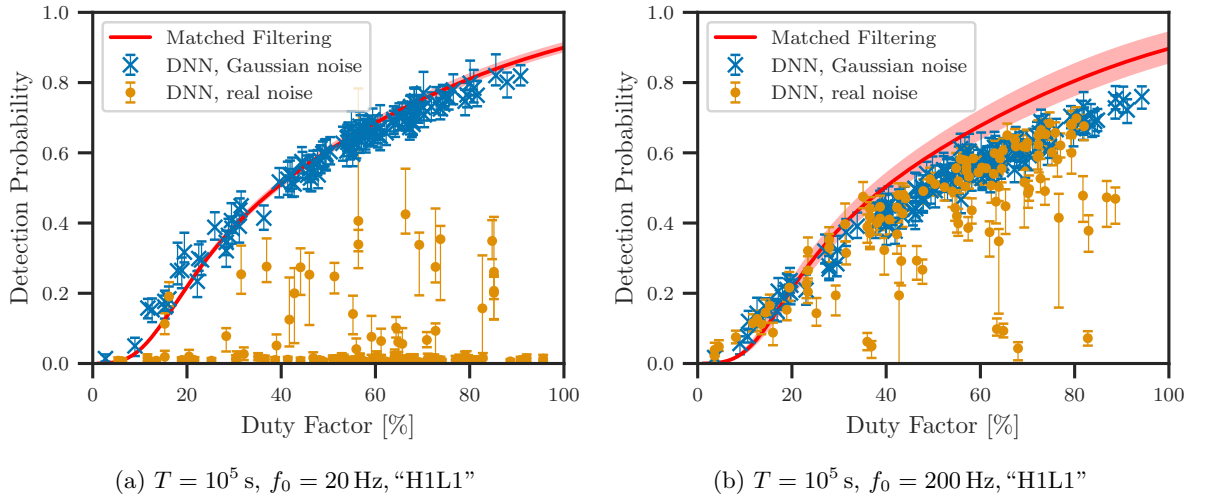 1.0
0.8
0.6
0.4
0.2
0.0
Detection Probability
Matched Filtering
DNN, Gaussian noise
DNN, real noise
0 20 40 60 80 100
Duty Factor [%]
(a) T = 10⁵ s, f₀ = 20 Hz, “H1L1”
1.0
0.8
0.6
0.4
0.2
0.0
Detection Probability
Matched Filtering
DNN, Gaussian noise
DNN, real noise
0 20 40 60 80 100
Duty Factor [%]
(b) T = 10⁵ s, f₀ = 200 Hz, “H1L1”